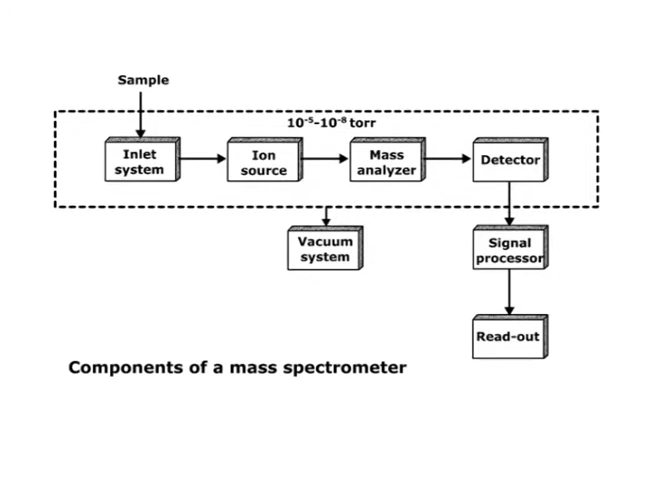 Sample
10⁻⁵-10⁻⁸ torr
Inlet
system
Ion
source
Mass
analyzer
Detector
Vacuum
system
Signal
processor
Read-out
Components of a mass spectrometer